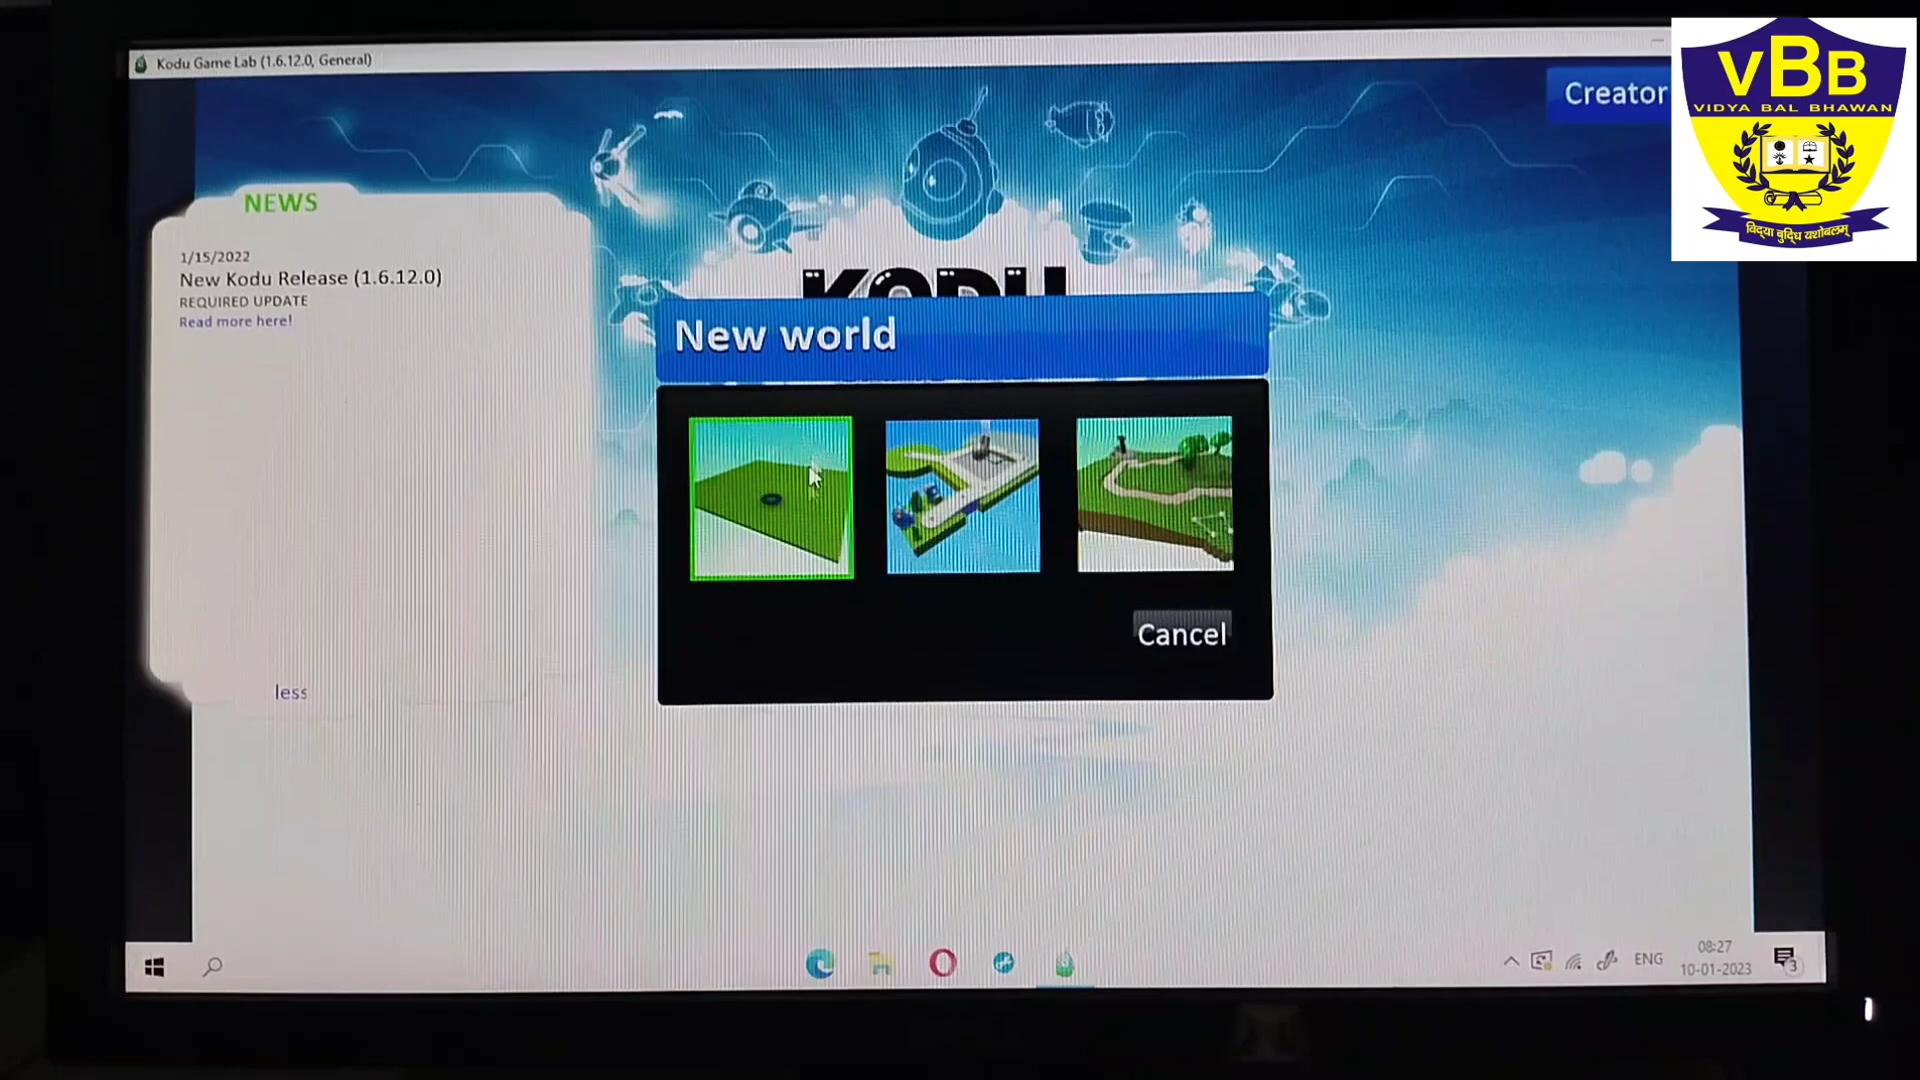 Kodu Game Lab (1.6.12.0, General)
Creator
VBB
VIDYA BAL BHAWAN
विद्या बुद्धि यशोबलम्
NEWS
1/15/2022
New Kodu Release (1.6.12.0)
REQUIRED UPDATE
Read more here!
KODU
New world
Cancel
less
ENG
08:27
10-01-2023
3